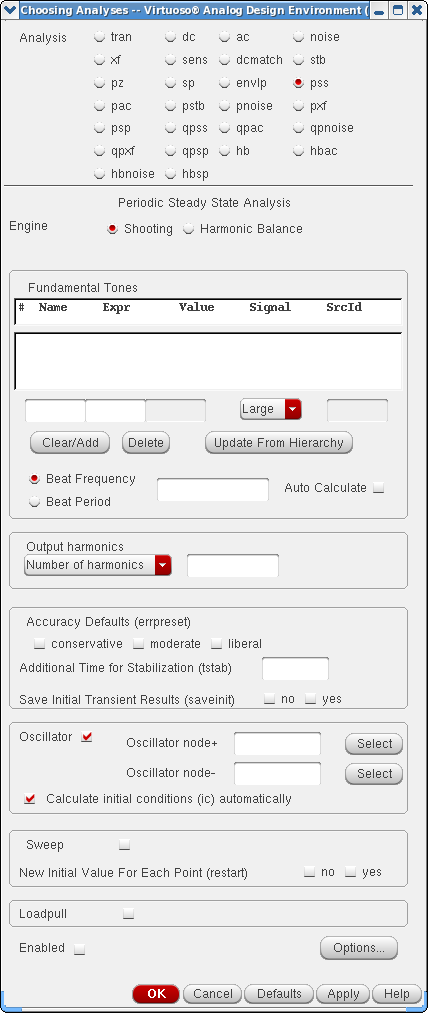 Choosing Analyses -- Virtuoso® Analog Design Environment (
Analysis tran dc ac noise
xf sens dcmatch stb
pz sp envlp pss
pac pstb pnoise pxf
psp qpss qpac qpnoise
qpxf qpsp hb hbac
hbnoise hbsp
Periodic Steady State Analysis
Engine Shooting Harmonic Balance
Fundamental Tones
# Name Expr Value Signal SrcId
Large
Clear/Add Delete Update From Hierarchy
Beat Frequency
Auto Calculate
Beat Period
Output harmonics
Number of harmonics
Accuracy Defaults (errpreset)
conservative moderate liberal
Additional Time for Stabilization (tstab)
Save Initial Transient Results (saveinit) no yes
Oscillator Oscillator node+ Select
Oscillator node- Select
Calculate initial conditions (ic) automatically
Sweep
New Initial Value For Each Point (restart) no yes
Loadpull
Enabled Options...
OK Cancel Defaults Apply Help